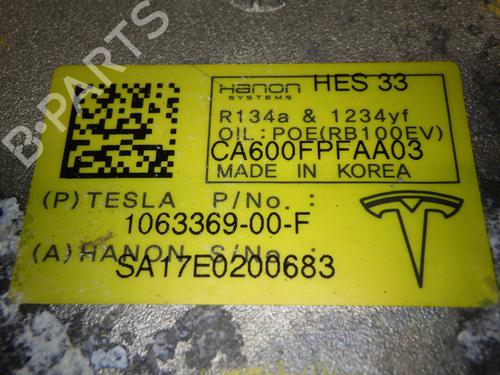 B-PARTS
Hanon HES 33
SYSTEMS
R134a & 1234yf
OIL:POE(RB100EV)
CA600FPFAA03
MADE IN KOREA
(P) TESLA P/No. :
1063369-00-F
(A) HANON S/No. :
SA17E0200683